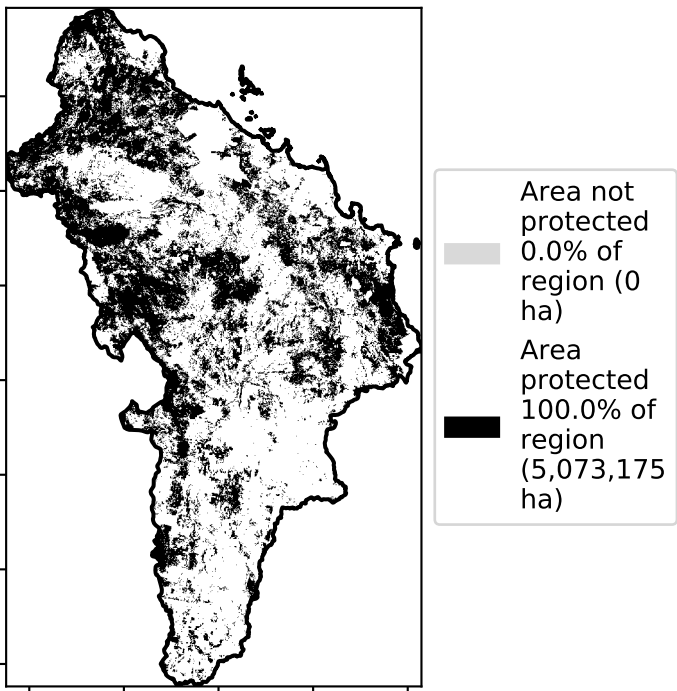 Area not
protected
0.0% of
region (0
ha)
Area
protected
100.0% of
region
(5,073,175
ha)